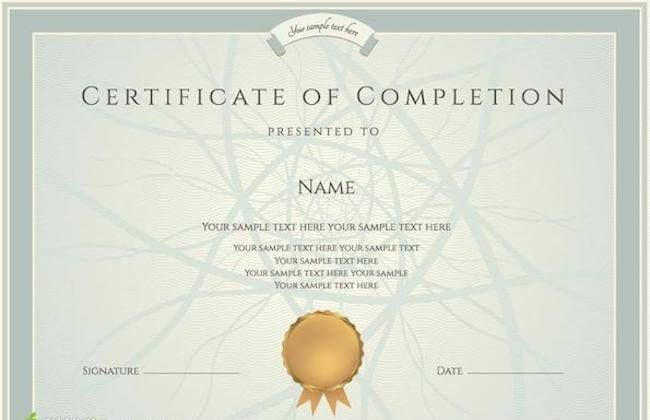 Your sample text here
Certificate of Completion
presented to
Name
Your sample text here Your sample text here
Your sample text here Your sample text
Your sample text here
Your sample text here Your sample
Your sample text here
Signature
Date